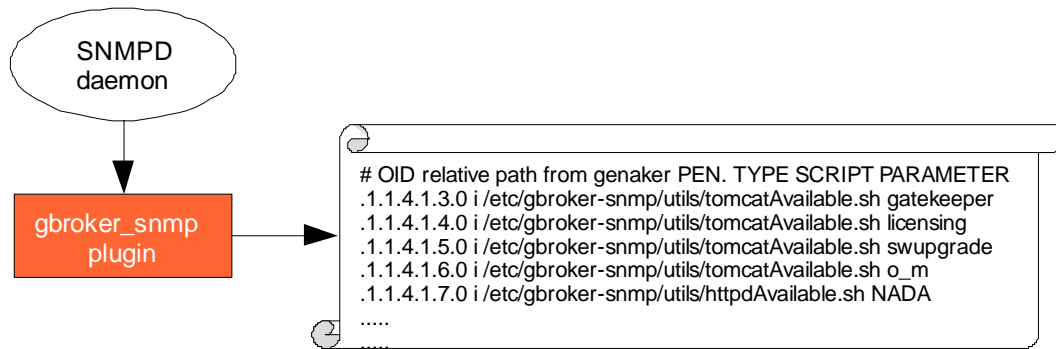 SNMPD
daemon
gbroker_snmp
plugin
# OID relative path from genaker PEN. TYPE SCRIPT PARAMETER
.1.1.4.1.3.0 i /etc/gbroker-snmp/utils/tomcatAvailable.sh gatekeeper
.1.1.4.1.4.0 i /etc/gbroker-snmp/utils/tomcatAvailable.sh licensing
.1.1.4.1.5.0 i /etc/gbroker-snmp/utils/tomcatAvailable.sh swupgrade
.1.1.4.1.6.0 i /etc/gbroker-snmp/utils/tomcatAvailable.sh o_m
.1.1.4.1.7.0 i /etc/gbroker-snmp/utils/httpdAvailable.sh NADA
.....
.....